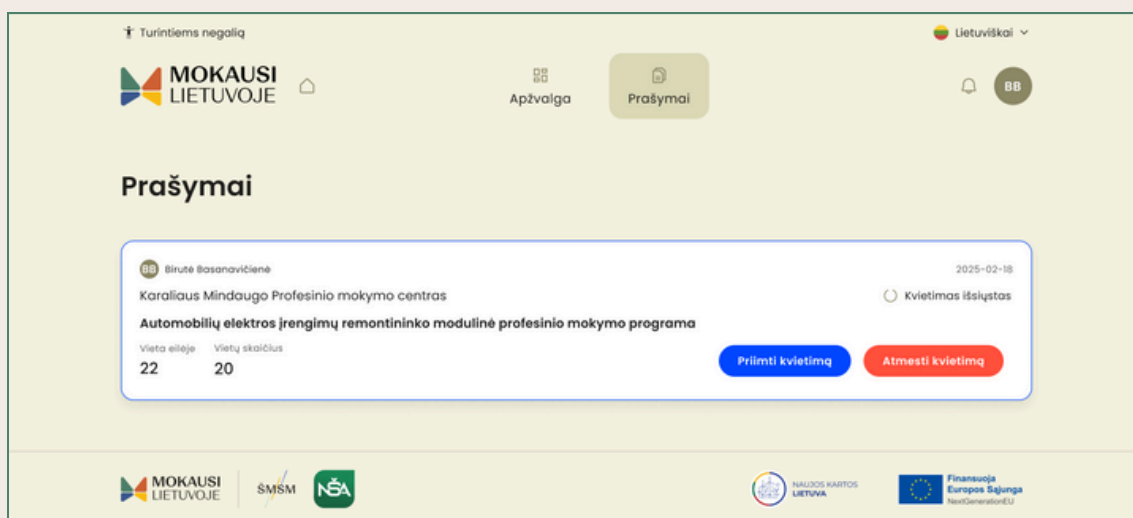 Turintiems negalią
Lietuviškai
MOKAUSI
LIETUVOJE
Apžvalga
Prašymai
BB
Prašymai
BB Birutė Basanavičienė
2025-02-18
Karaliaus Mindaugo Profesinio mokymo centras
Kvietimas išsiųstas
Automobilių elektros įrengimų remontininko modulinė profesinio mokymo programa
Vieta eilėje Vietų skaičius
22 20
Priimti kvietimą
Atmesti kvietimą
MOKAUSI
LIETUVOJE
ŠMSM
NŠA
NAUJOS KARTOS
LIETUVA
Finansuoja
Europos Sąjunga
NextGenerationEU